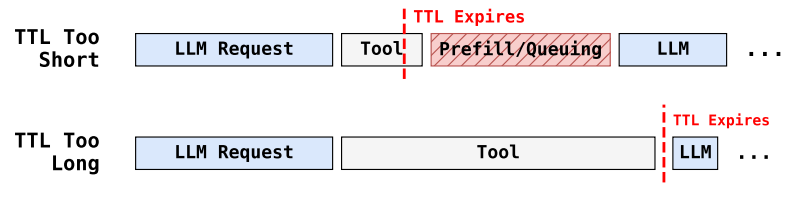 TTL Expires
TTL Too
Short
LLM Request
Tool
Prefill/Queuing
LLM
...
TTL Expires
TTL Too
Long
LLM Request
Tool
LLM
...